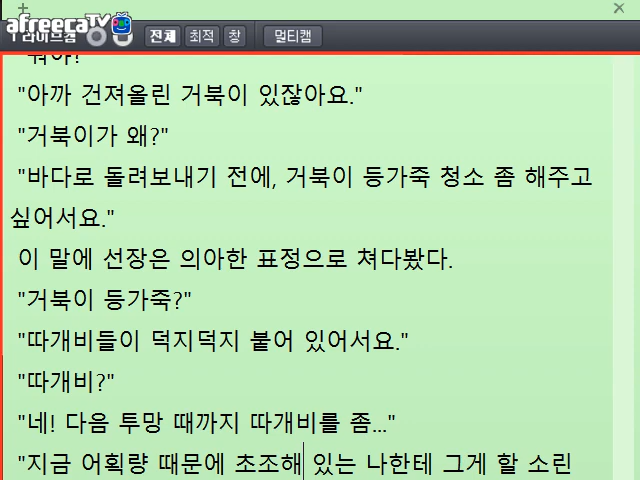 afreecaTV
라이브컴
전체 최적 창 멀티캠
"아까 건져올린 거북이 있잖아요."
"거북이가 왜?"
"바다로 돌려보내기 전에, 거북이 등가죽 청소 좀 해주고
싶어서요."
이 말에 선장은 의아한 표정으로 쳐다봤다.
"거북이 등가죽?"
"따개비들이 덕지덕지 붙어 있어서요."
"따개비?"
"네! 다음 투망 때까지 따개비를 좀..."
"지금 어획량 때문에 초조해 있는 나한테 그게 할 소린